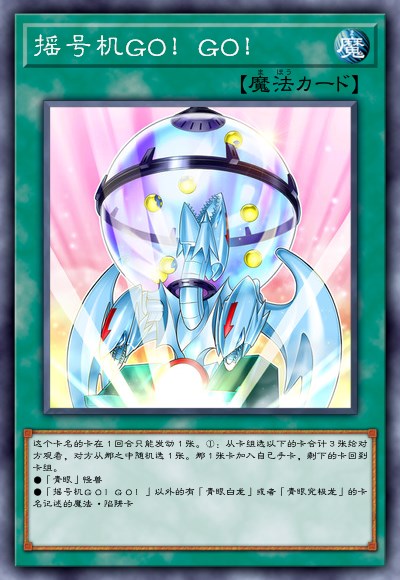 摇号机GO！GO！
魔
【魔法カード】
ま ほう
这个卡名的卡在１回合只能发动１张。①：从卡组选以下的卡合计３张给对
方观看，对方从那之中随机选１张。那１张卡加入自己手卡，剩下的卡回到
卡组。
●「青眼」怪兽
●「摇号机ＧＯ！ＧＯ！」以外的有「青眼白龙」或者「青眼究极龙」的卡
名记述的魔法·陷阱卡